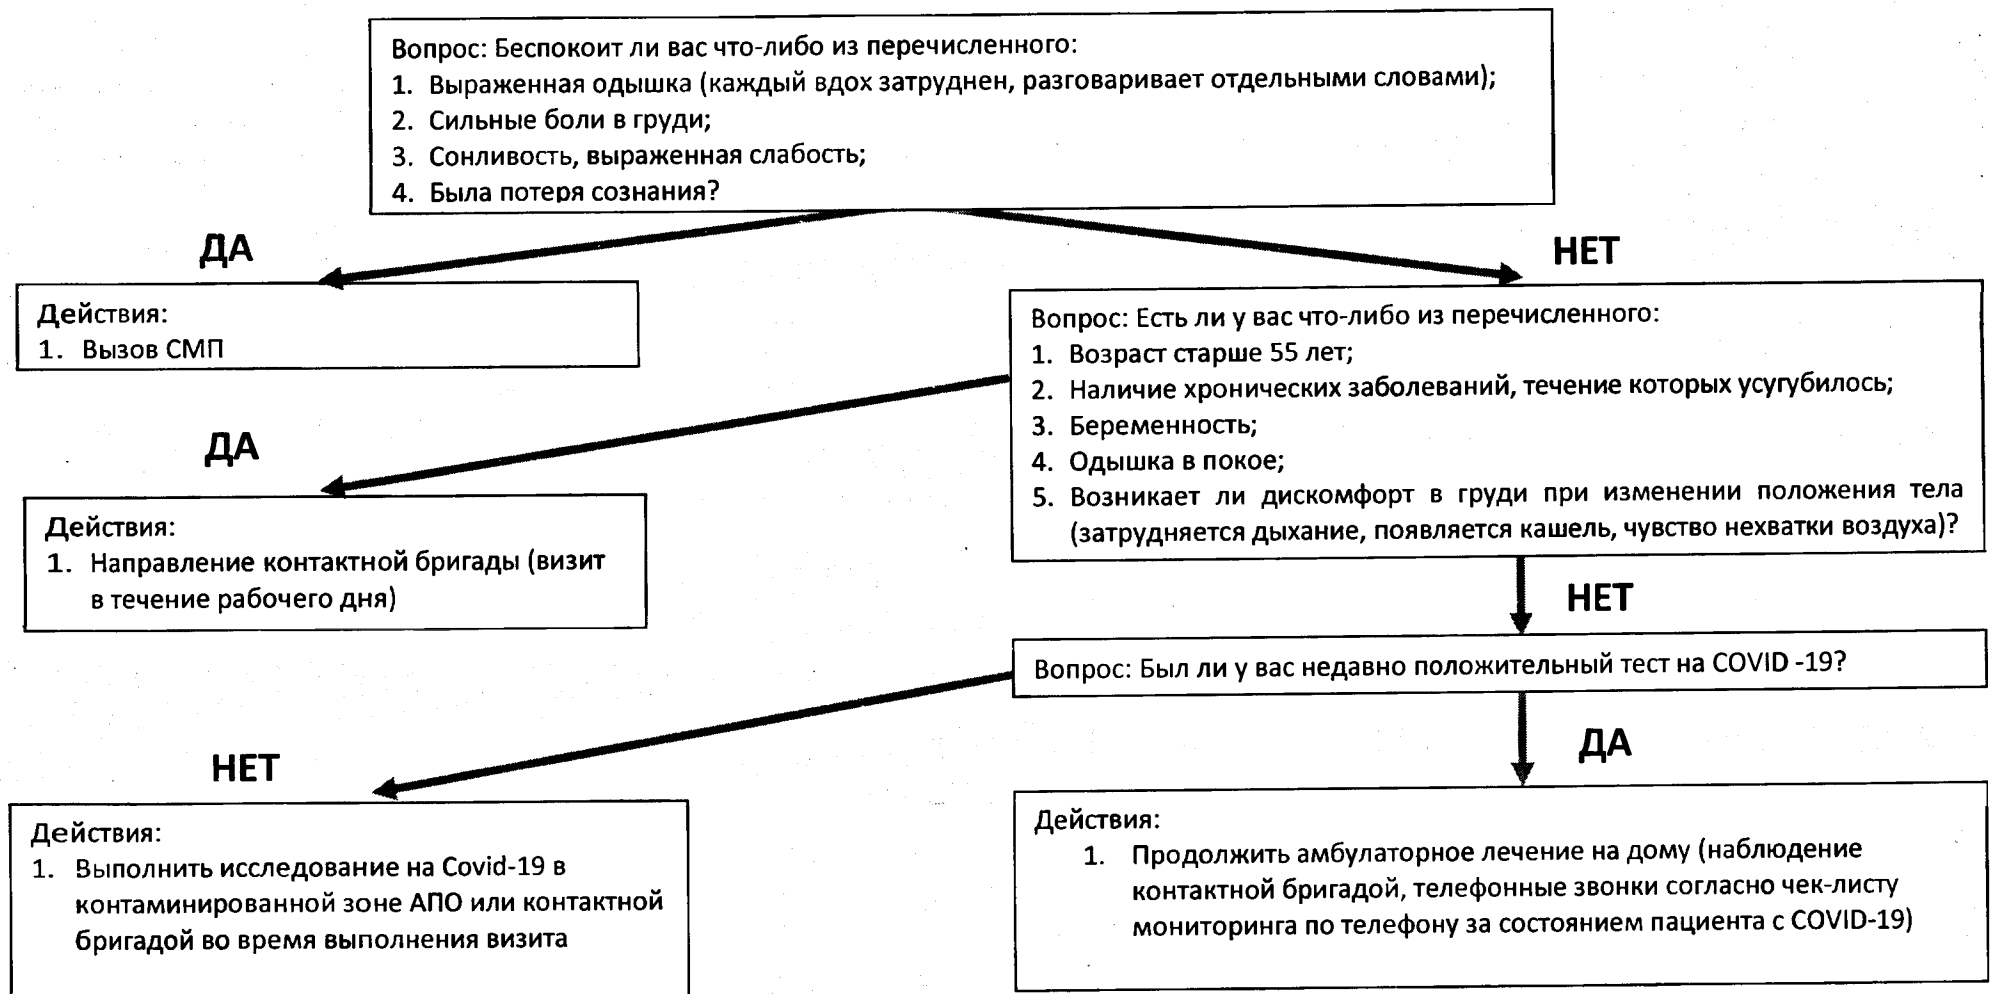 Вопрос: Беспокоит ли вас что-либо из перечисленного:
1. Выраженная одышка (каждый вдох затруднен, разговаривает отдельными словами);
2. Сильные боли в груди;
3. Сонливость, выраженная слабость;
4. Была потеря сознания?
ДА
НЕТ
Действия:
1. Вызов СМП
Вопрос: Есть ли у вас что-либо из перечисленного:
1. Возраст старше 55 лет;
2. Наличие хронических заболеваний, течение которых усугубилось;
3. Беременность;
4. Одышка в покое;
5. Возникает ли дискомфорт в груди при изменении положения тела
(затрудняется дыхание, появляется кашель, чувство нехватки воздуха)?
ДА
Действия:
1. Направление контактной бригады (визит
в течение рабочего дня)
НЕТ
Вопрос: Был ли у вас недавно положительный тест на COVID -19?
НЕТ
ДА
Действия:
1. Выполнить исследование на Covid-19 в
контаминированной зоне АПО или контактной
бригадой во время выполнения визита
Действия:
1. Продолжить амбулаторное лечение на дому (наблюдение
контактной бригадой, телефонные звонки согласно чек-листу
мониторинга по телефону за состоянием пациента с COVID-19)